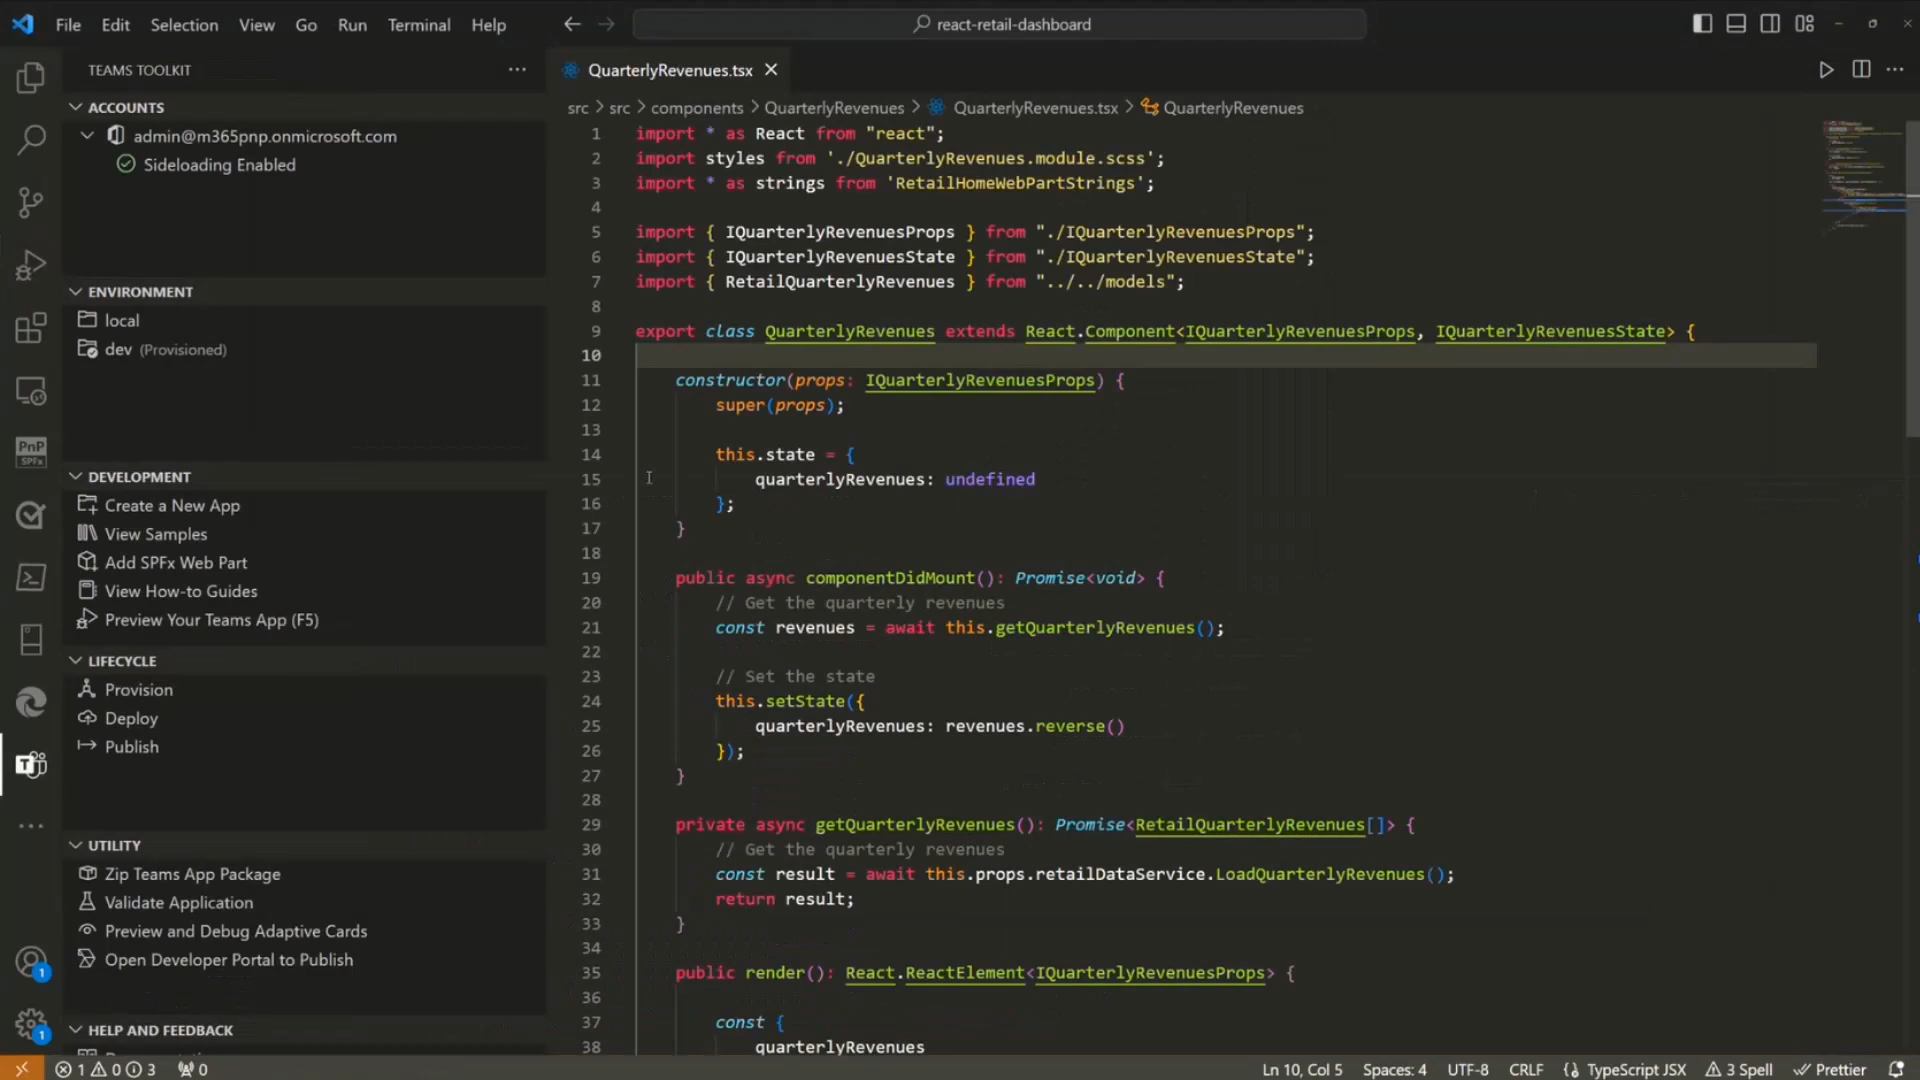 File Edit Selection View Go Run Terminal Help
react-retail-dashboard
TEAMS TOOLKIT
ACCOUNTS
admin@m365pnp.onmicrosoft.com
Sideloading Enabled
ENVIRONMENT
local
dev (Provisioned)
PnP
SPFx
DEVELOPMENT
Create a New App
View Samples
Add SPFx Web Part
View How-to Guides
Preview Your Teams App (F5)
LIFECYCLE
Provision
Deploy
Publish
UTILITY
Zip Teams App Package
Validate Application
Preview and Debug Adaptive Cards
Open Developer Portal to Publish
HELP AND FEEDBACK
1
1
QuarterlyRevenues.tsx
src > src > components > QuarterlyRevenues > QuarterlyRevenues.tsx > QuarterlyRevenues
1 import * as React from "react";
2 import styles from './QuarterlyRevenues.module.scss';
3 import * as strings from 'RetailHomeWebPartStrings';
4
5 import { IQuarterlyRevenuesProps } from "./IQuarterlyRevenuesProps";
6 import { IQuarterlyRevenuesState } from "./IQuarterlyRevenuesState";
7 import { RetailQuarterlyRevenues } from "../../models";
8
9 export class QuarterlyRevenues extends React.Component<IQuarterlyRevenuesProps, IQuarterlyRevenuesState> {
10
11 constructor(props: IQuarterlyRevenuesProps) {
12 super(props);
13
14 this.state = {
15 quarterlyRevenues: undefined
16 };
17 }
18
19 public async componentDidMount(): Promise<void> {
20 // Get the quarterly revenues
21 const revenues = await this.getQuarterlyRevenues();
22
23 // Set the state
24 this.setState({
25 quarterlyRevenues: revenues.reverse()
26 });
27 }
28
29 private async getQuarterlyRevenues(): Promise<RetailQuarterlyRevenues[]> {
30 // Get the quarterly revenues
31 const result = await this.props.retailDataService.LoadQuarterlyRevenues();
32 return result;
33 }
34
35 public render(): React.ReactElement<IQuarterlyRevenuesProps> {
36
37 const {
38 quarterlyRevenues
1 0 3 0
Ln 10, Col 5 Spaces: 4 UTF-8 CRLF {} TypeScript JSX 3 Spell Prettier